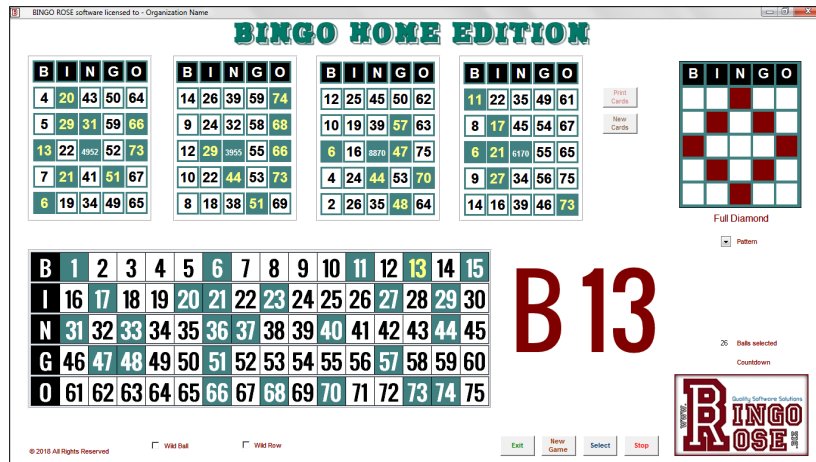 BINGO ROSE software licensed to - Organization Name
BINGO HOME EDITION
B I N G O
4 20 43 50 64
5 29 31 59 66
13 22 4952 52 73
7 21 41 51 67
6 19 34 49 65
B I N G O
14 26 39 59 74
9 24 32 58 68
12 29 3955 55 66
10 22 44 53 73
8 18 38 51 69
B I N G O
12 25 45 50 62
10 19 39 57 63
6 16 8870 47 75
4 24 44 53 70
2 26 35 48 64
B I N G O
11 22 35 49 61
8 17 45 54 67
6 21 6170 55 65
9 27 34 56 75
14 16 39 46 73
Print
Cards
New
Cards
B I N G O
Full Diamond
Pattern
B 1 2 3 4 5 6 7 8 9 10 11 12 13 14 15
I 16 17 18 19 20 21 22 23 24 25 26 27 28 29 30
N 31 32 33 34 35 36 37 38 39 40 41 42 43 44 45
G 46 47 48 49 50 51 52 53 54 55 56 57 58 59 60
O 61 62 63 64 65 66 67 68 69 70 71 72 73 74 75
B 13
26 Balls selected
Countdown
Quality Software Solutions
www.
BINGO
ROSE
© 2018 All Rights Reserved
Wild Ball
Wild Row
Exit
New
Game
Select
Stop